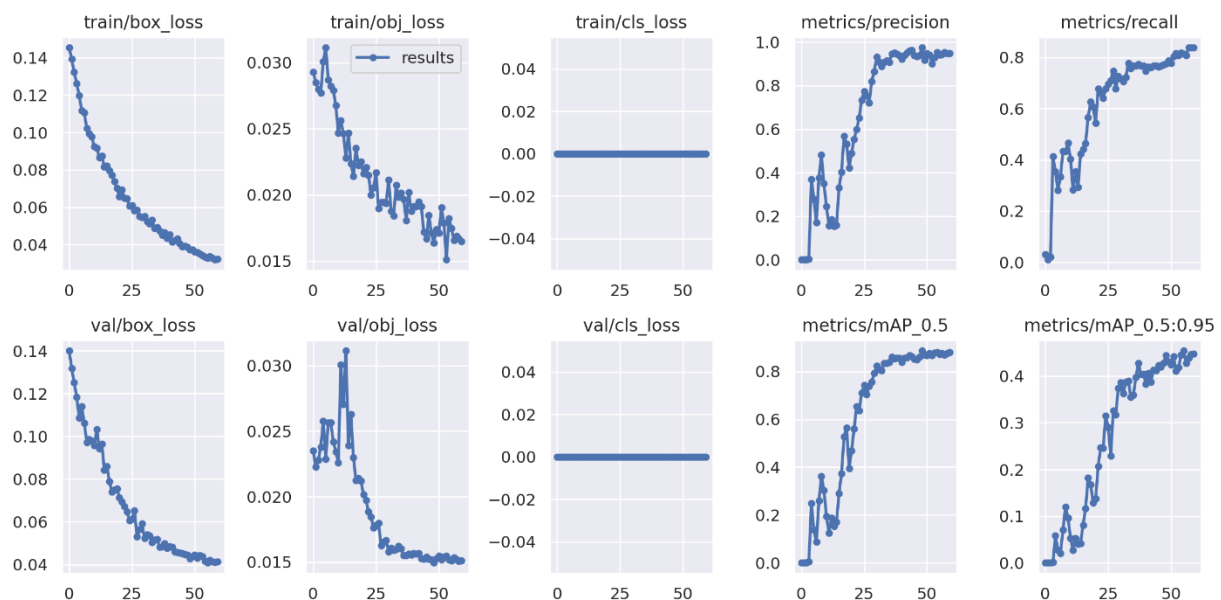 train/box_loss
train/obj_loss
train/cls_loss
metrics/precision
metrics/recall
0.14
0.12
0.10
0.08
0.06
0.04
0 25 50
0.030
0.025
0.020
0.015
results
0 25 50
0.04
0.02
0.00
−0.02
−0.04
0 25 50
1.0
0.8
0.6
0.4
0.2
0.0
0 25 50
0.8
0.6
0.4
0.2
0.0
0 25 50
val/box_loss
val/obj_loss
val/cls_loss
metrics/mAP_0.5
metrics/mAP_0.5:0.95
0.14
0.12
0.10
0.08
0.06
0.04
0 25 50
0.030
0.025
0.020
0.015
0 25 50
0.04
0.02
0.00
−0.02
−0.04
0 25 50
0.8
0.6
0.4
0.2
0.0
0 25 50
0.4
0.3
0.2
0.1
0.0
0 25 50